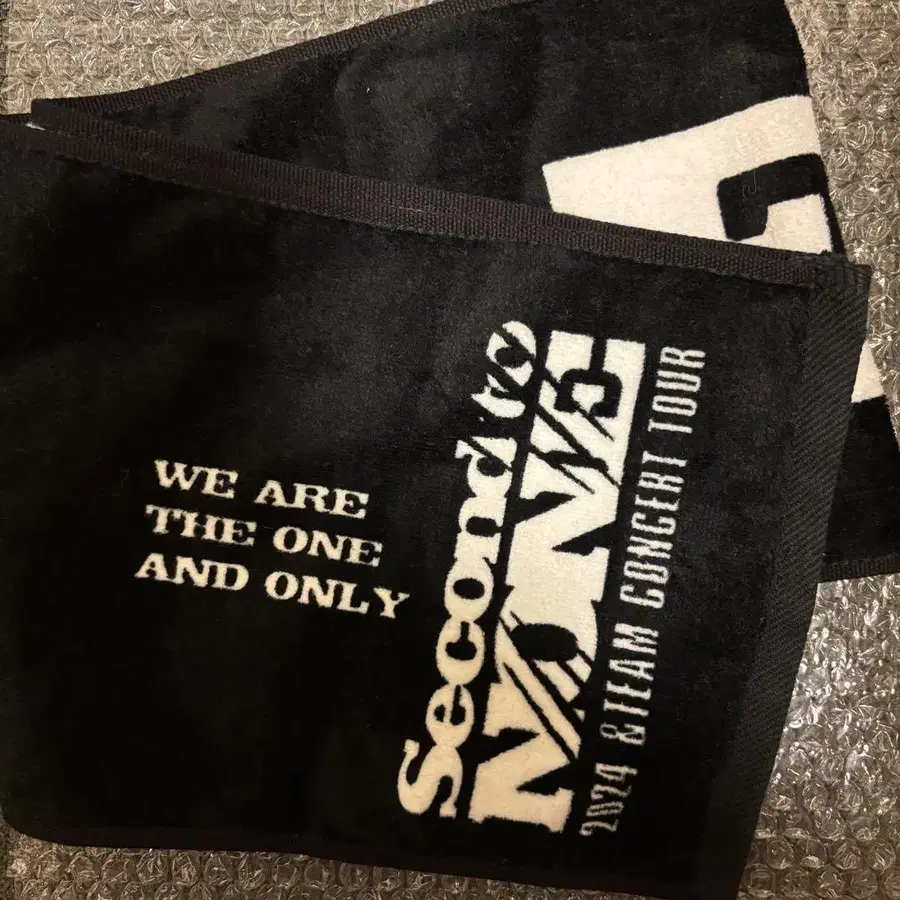 WE ARE
THE ONE
AND ONLY
Second to
NONE
2024 &TEAM CONCERT TOUR